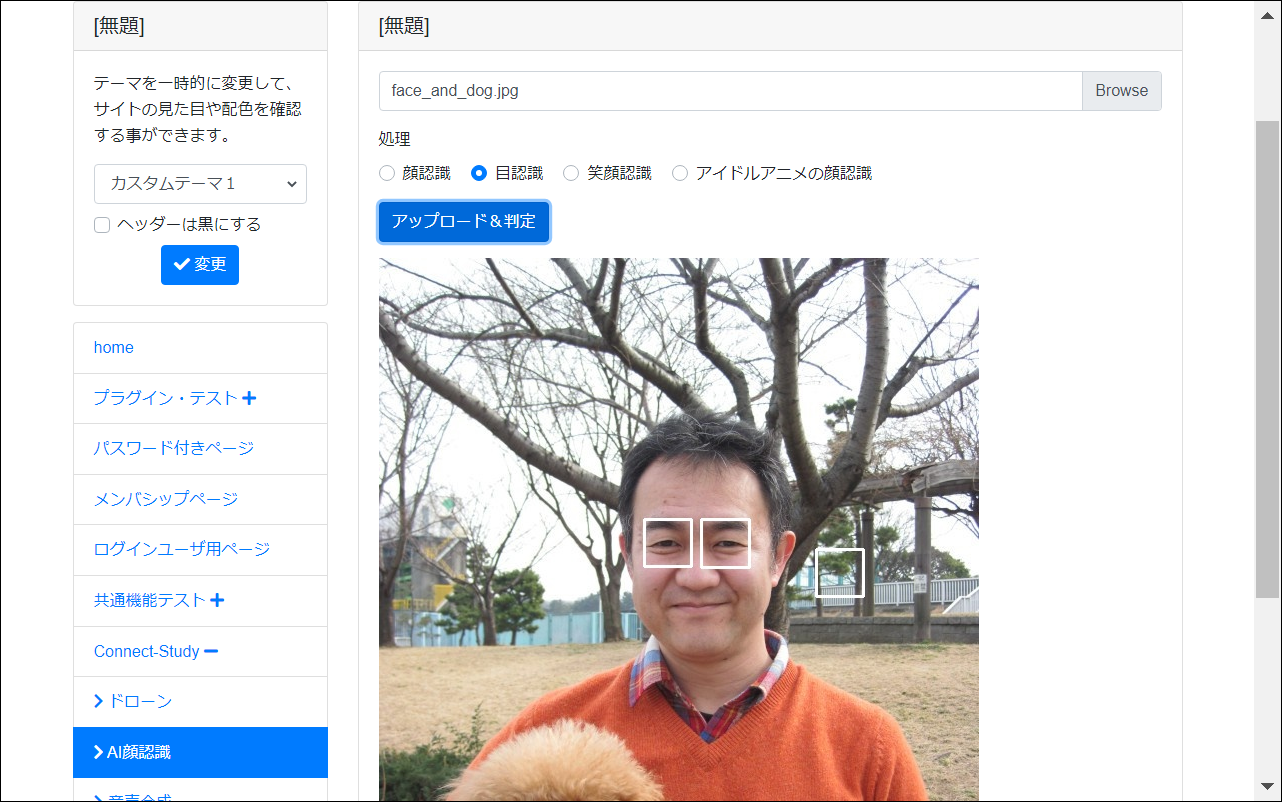 [無題]
テーマを一時的に変更して、
サイトの見た目や配色を確認
する事ができます。
カスタムテーマ１
ヘッダーは黒にする
変更
home
プラグイン・テスト
パスワード付きページ
メンバシップページ
ログインユーザ用ページ
共通機能テスト
Connect-Study
ドローン
AI顔認識
音声合成
[無題]
face_and_dog.jpg
Browse
処理
顔認識 目認識 笑顔認識 アイドルアニメの顔認識
アップロード＆判定